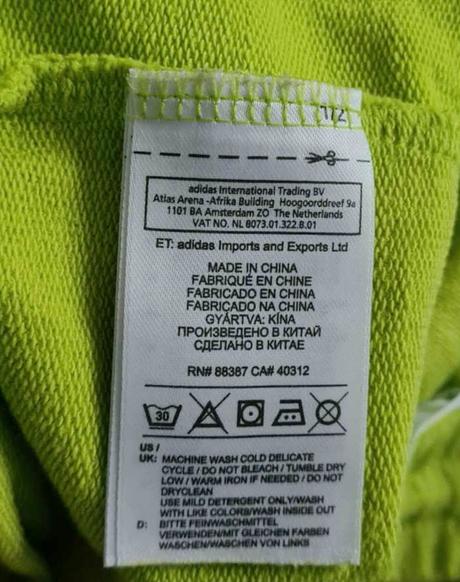 1/2
adidas International Trading BV
Atlas Arena -Afrika Building Hoogoorddreef 9a
1101 BA Amsterdam ZO The Netherlands
VAT NO. NL 8073.01.322.B.01
ET: adidas Imports and Exports Ltd
MADE IN CHINA
FABRIQUÉ EN CHINE
FABRICADO EN CHINA
FABRICADO NA CHINA
GYÁRTVA: KÍNA
ПРОИЗВЕДЕНО В КИТАЙ
СДЕЛАНО В КИТАЕ
RN# 88387 CA# 40312
30
US /
UK: MACHINE WASH COLD DELICATE
CYCLE / DO NOT BLEACH / TUMBLE DRY
LOW / WARM IRON IF NEEDED / DO NOT
DRYCLEAN
USE MILD DETERGENT ONLY/WASH
WITH LIKE COLORS/WASH INSIDE OUT
D: BITTE FEINWASCHMITTEL
VERWENDEN/MIT GLEICHEN FARBEN
WASCHEN/WASCHEN VON LINKS